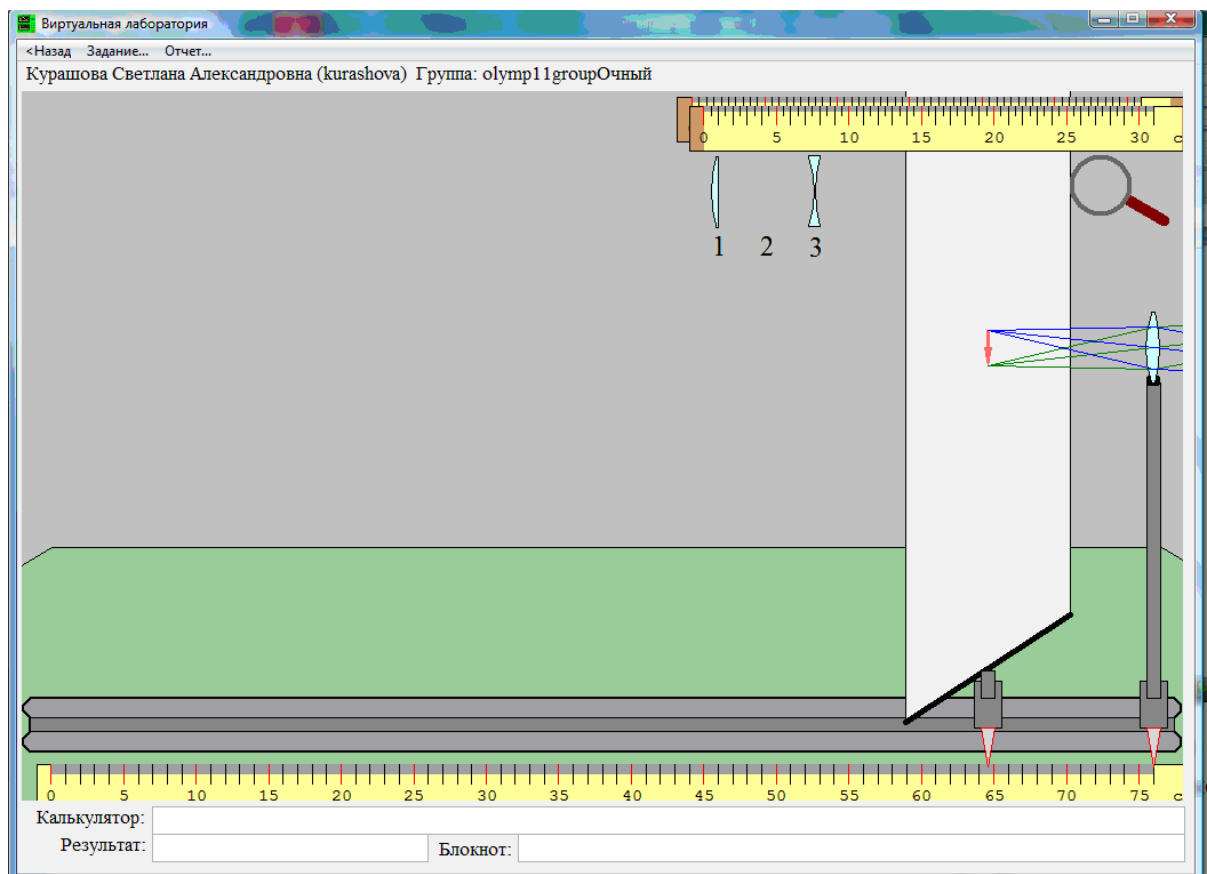 Виртуальная лаборатория
<Назад Задание... Отчет...
Курашова Светлана Александровна (kurashova) Группа: olymp11groupОчный
0 5 10 15 20 25 30 с
1 2 3
0 5 10 15 20 25 30 35 40 45 50 55 60 65 70 75 с
Калькулятор:
Результат:
Блокнот: